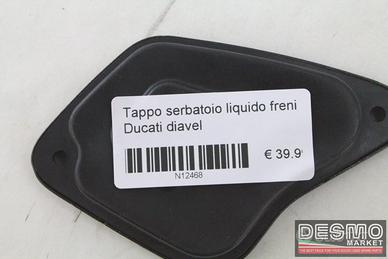 Tappo serbatoio liquido freni
Ducati diavel
€ 39.9
N12468
DESMO
MARKET